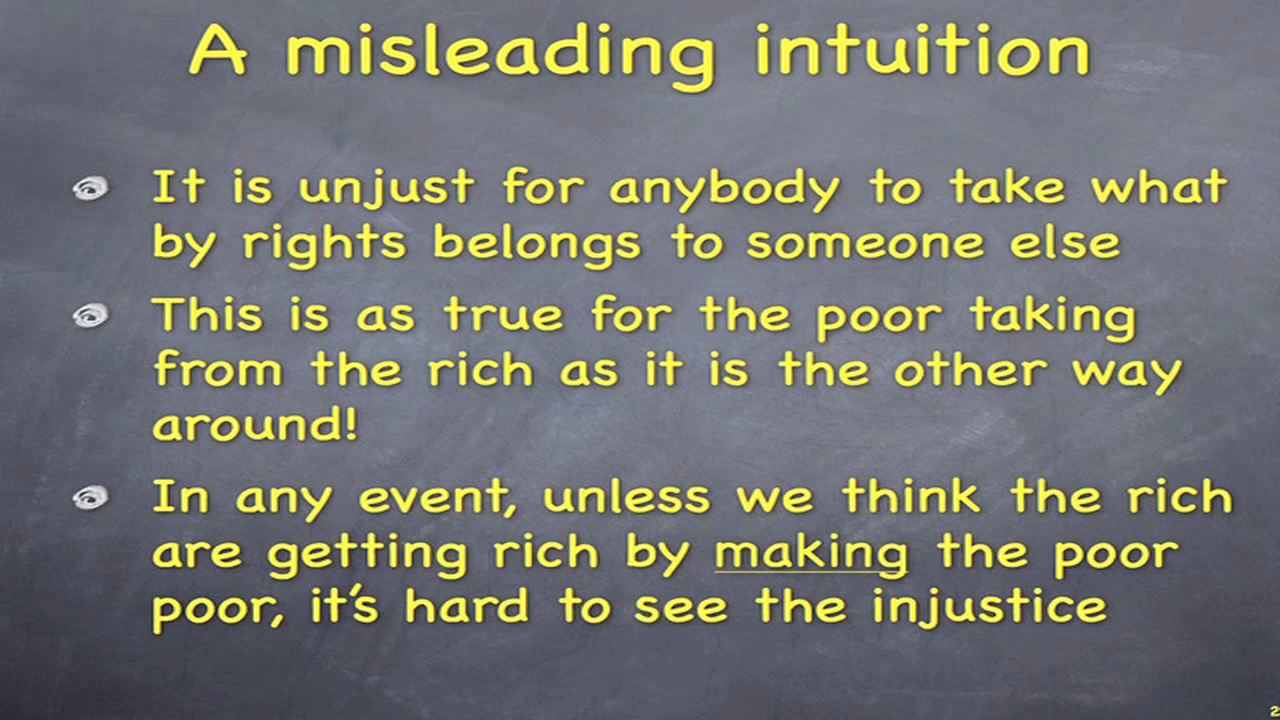 A misleading intuition
It is unjust for anybody to take what
by rights belongs to someone else
This is as true for the poor taking
from the rich as it is the other way
around!
In any event, unless we think the rich
are getting rich by making the poor
poor, it's hard to see the injustice